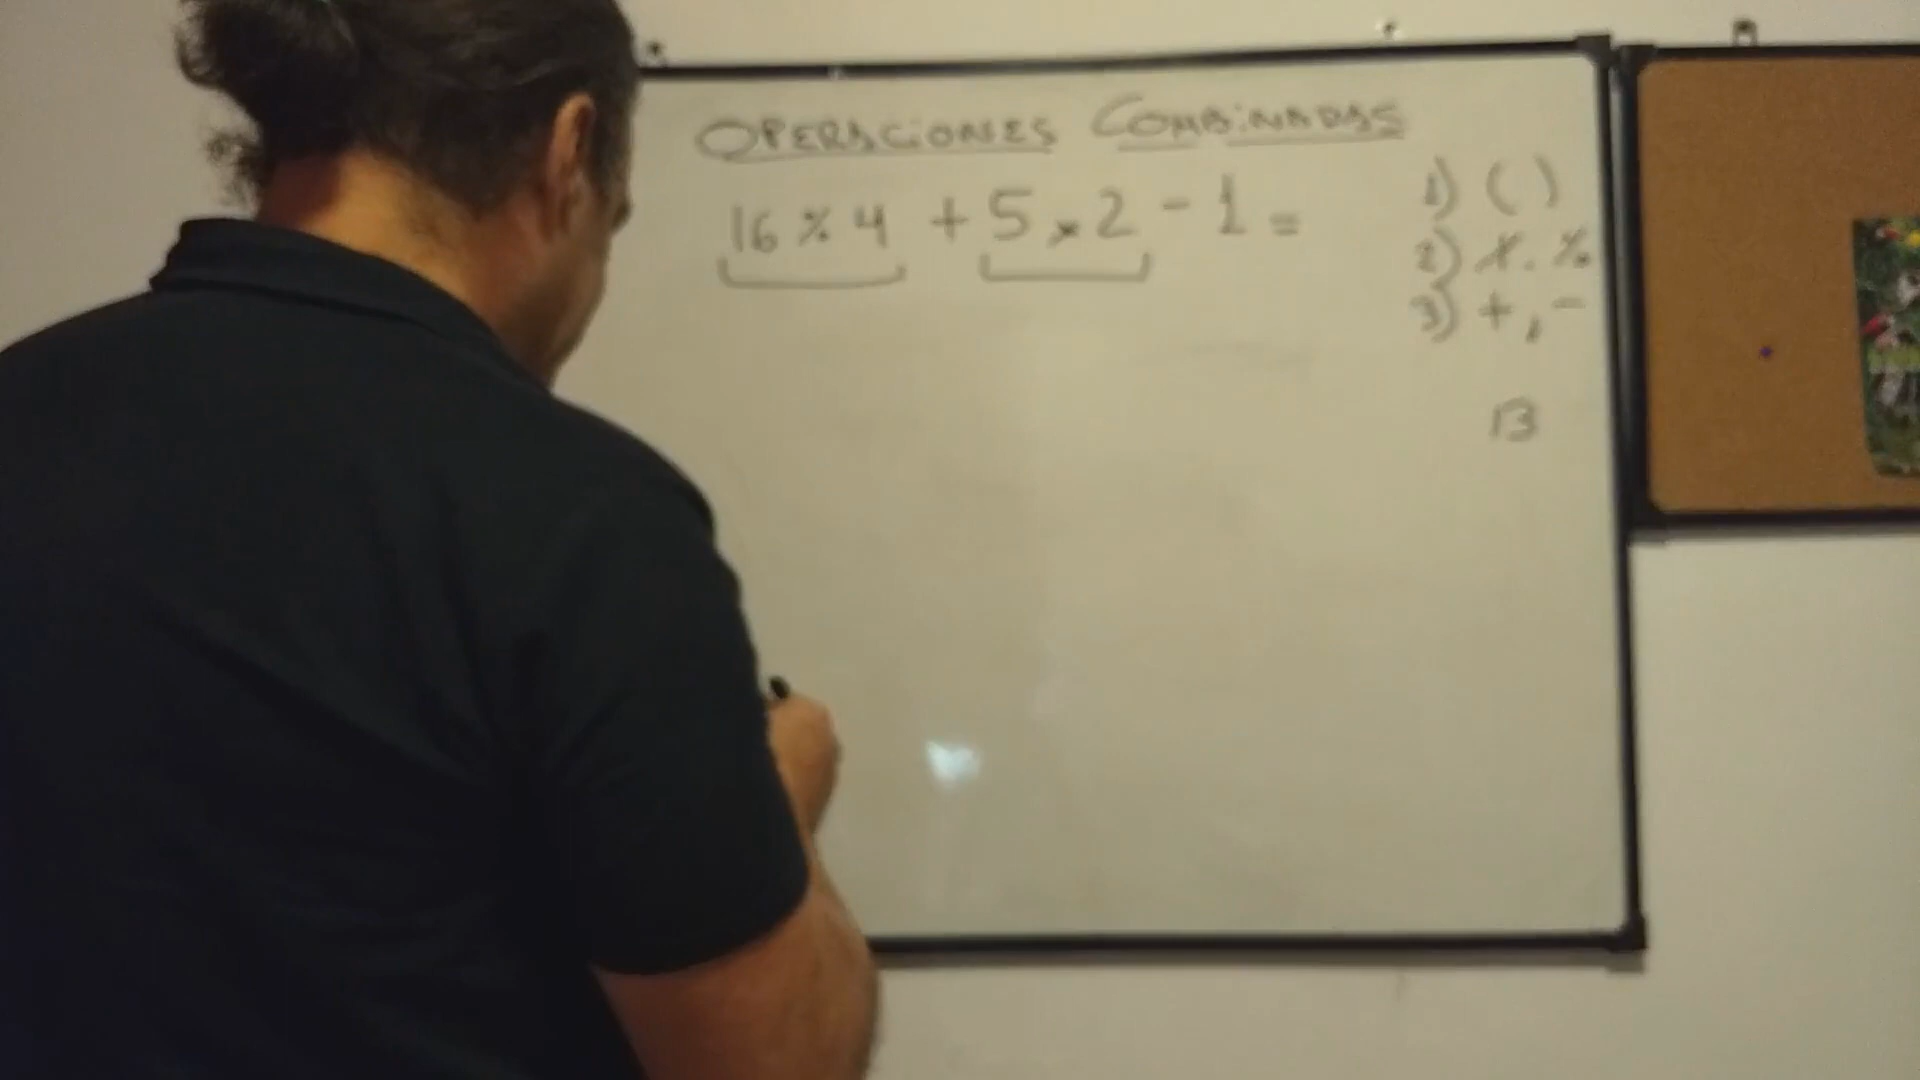 OPERACIONES COMBINADAS
16 % 4 + 5 x 2 - 1 =
1) ( )
2) x . %
3) + , -
13